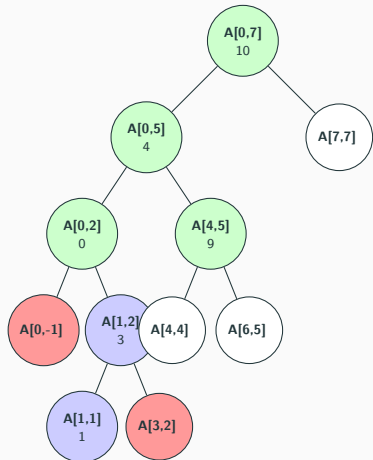 A[0,7]
10
A[0,5]
4
A[7,7]
A[0,2]
0
A[4,5]
9
A[0,-1]
A[1,2]
3
A[4,4]
A[6,5]
A[1,1]
1
A[3,2]